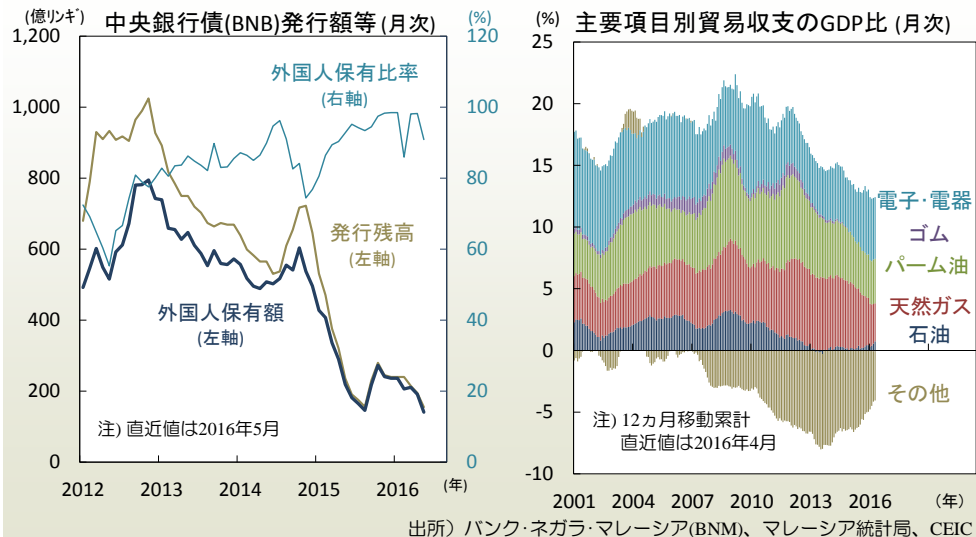 中央銀行債(BNB)発行額等 (月次)
(億リンギ)
(%)
1,200
1,000
800
600
400
200
0
120
100
80
60
40
20
0
外国人保有比率
(右軸)
発行残高
(左軸)
外国人保有額
(左軸)
注) 直近値は2016年5月
2012
2013
2014
2015
2016
(年)
主要項目別貿易収支のGDP比 (月次)
(%)
25
20
15
10
5
0
-5
-10
電子・電器
ゴム
パーム油
天然ガス
石油
その他
注) 12ヵ月移動累計
直近値は2016年4月
2001
2004
2007
2010
2013
2016
(年)
出所）バンク・ネガラ・マレーシア(BNM)、マレーシア統計局、CEIC